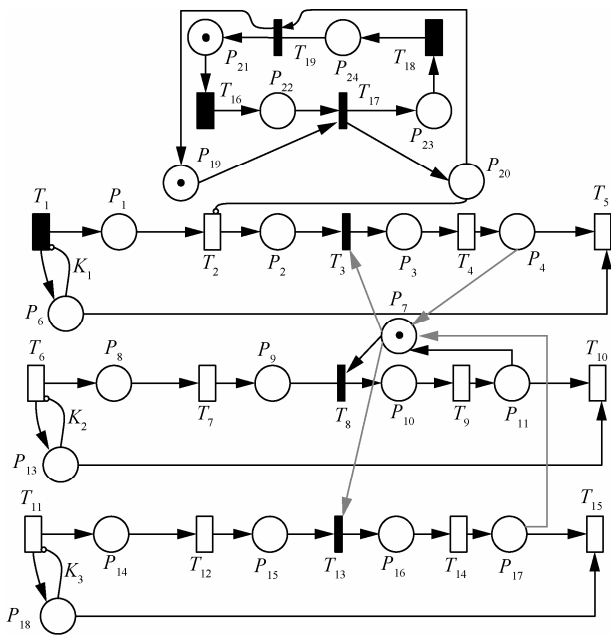 P21 T19 P24 T18
T16 P22 T17 P23
P19 P20
T1 P1 T2 P2 T3 P3 T4 P4 T5
K1
P6 P7
T6 P8 T7 P9 T8 P10 T9 P11 T10
K2
P13
T11 P14 T12 P15 T13 P16 T14 P17 T15
K3
P18